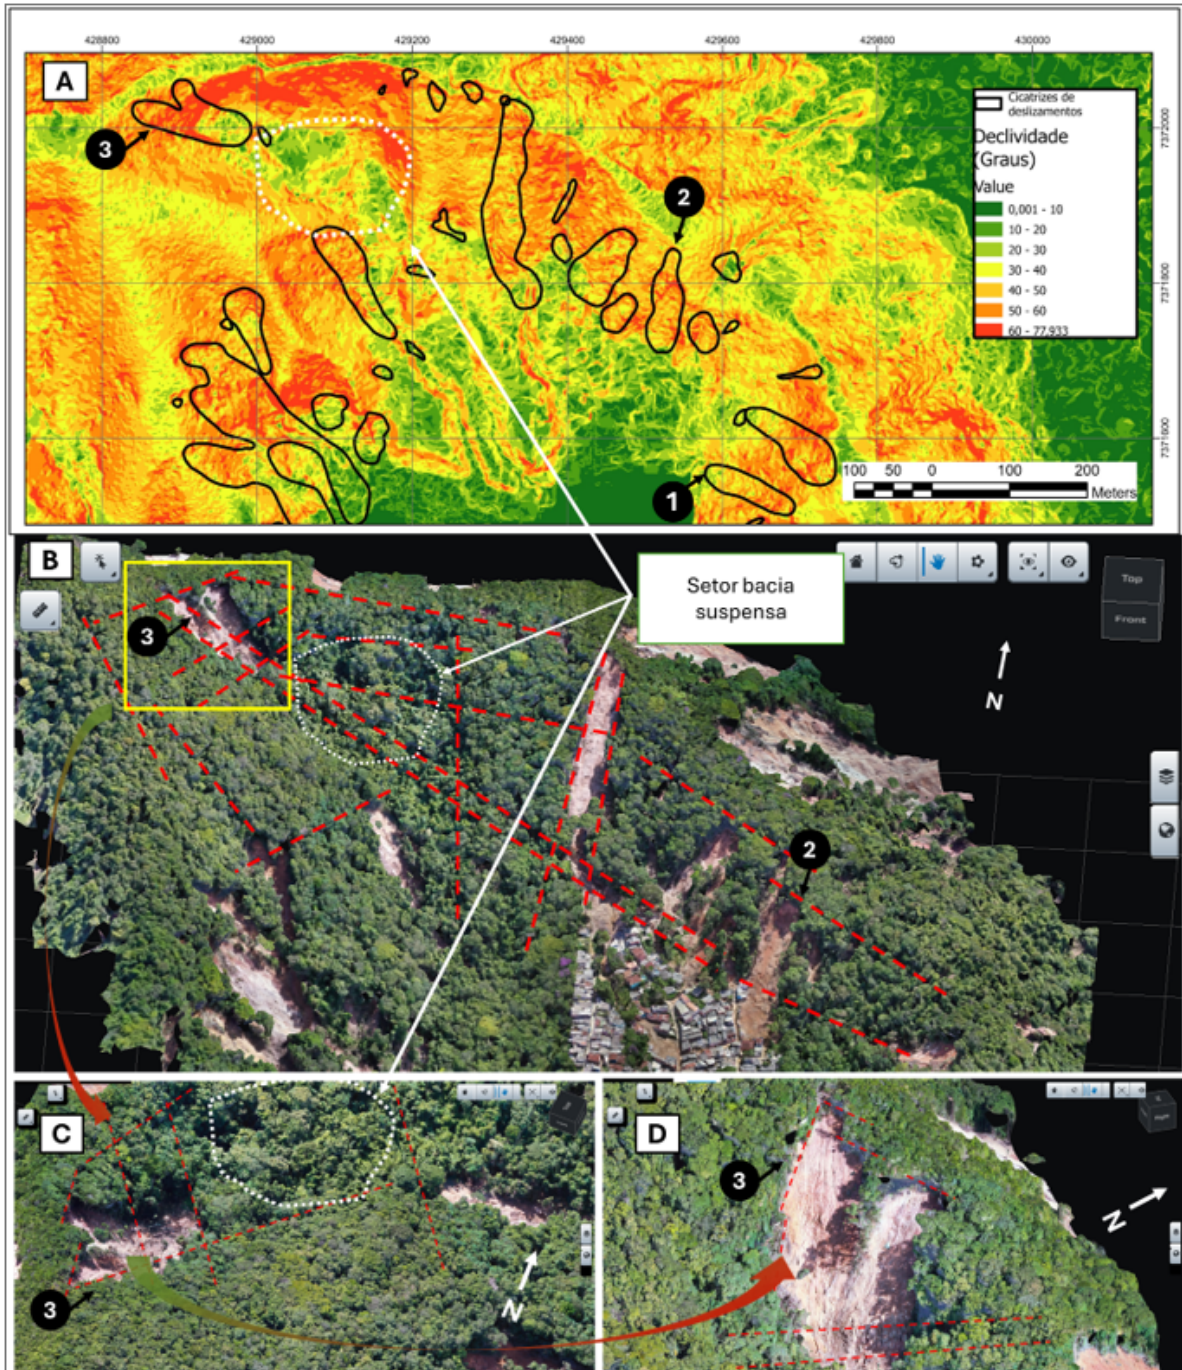 428800 429000 429200 429400 429600 429800 430000
A
Cicatrizes de
deslizamentos
Declividade
(Graus)
Value
0,001 - 10
10 - 20
20 - 30
30 - 40
40 - 50
50 - 60
60 - 77,933
7372000
7371800
7371600
3
2
1
100 50 0 100 200
Meters
B
Setor bacia
suspensa
Top
Front
N
3
2
C
3
N
D
3
N